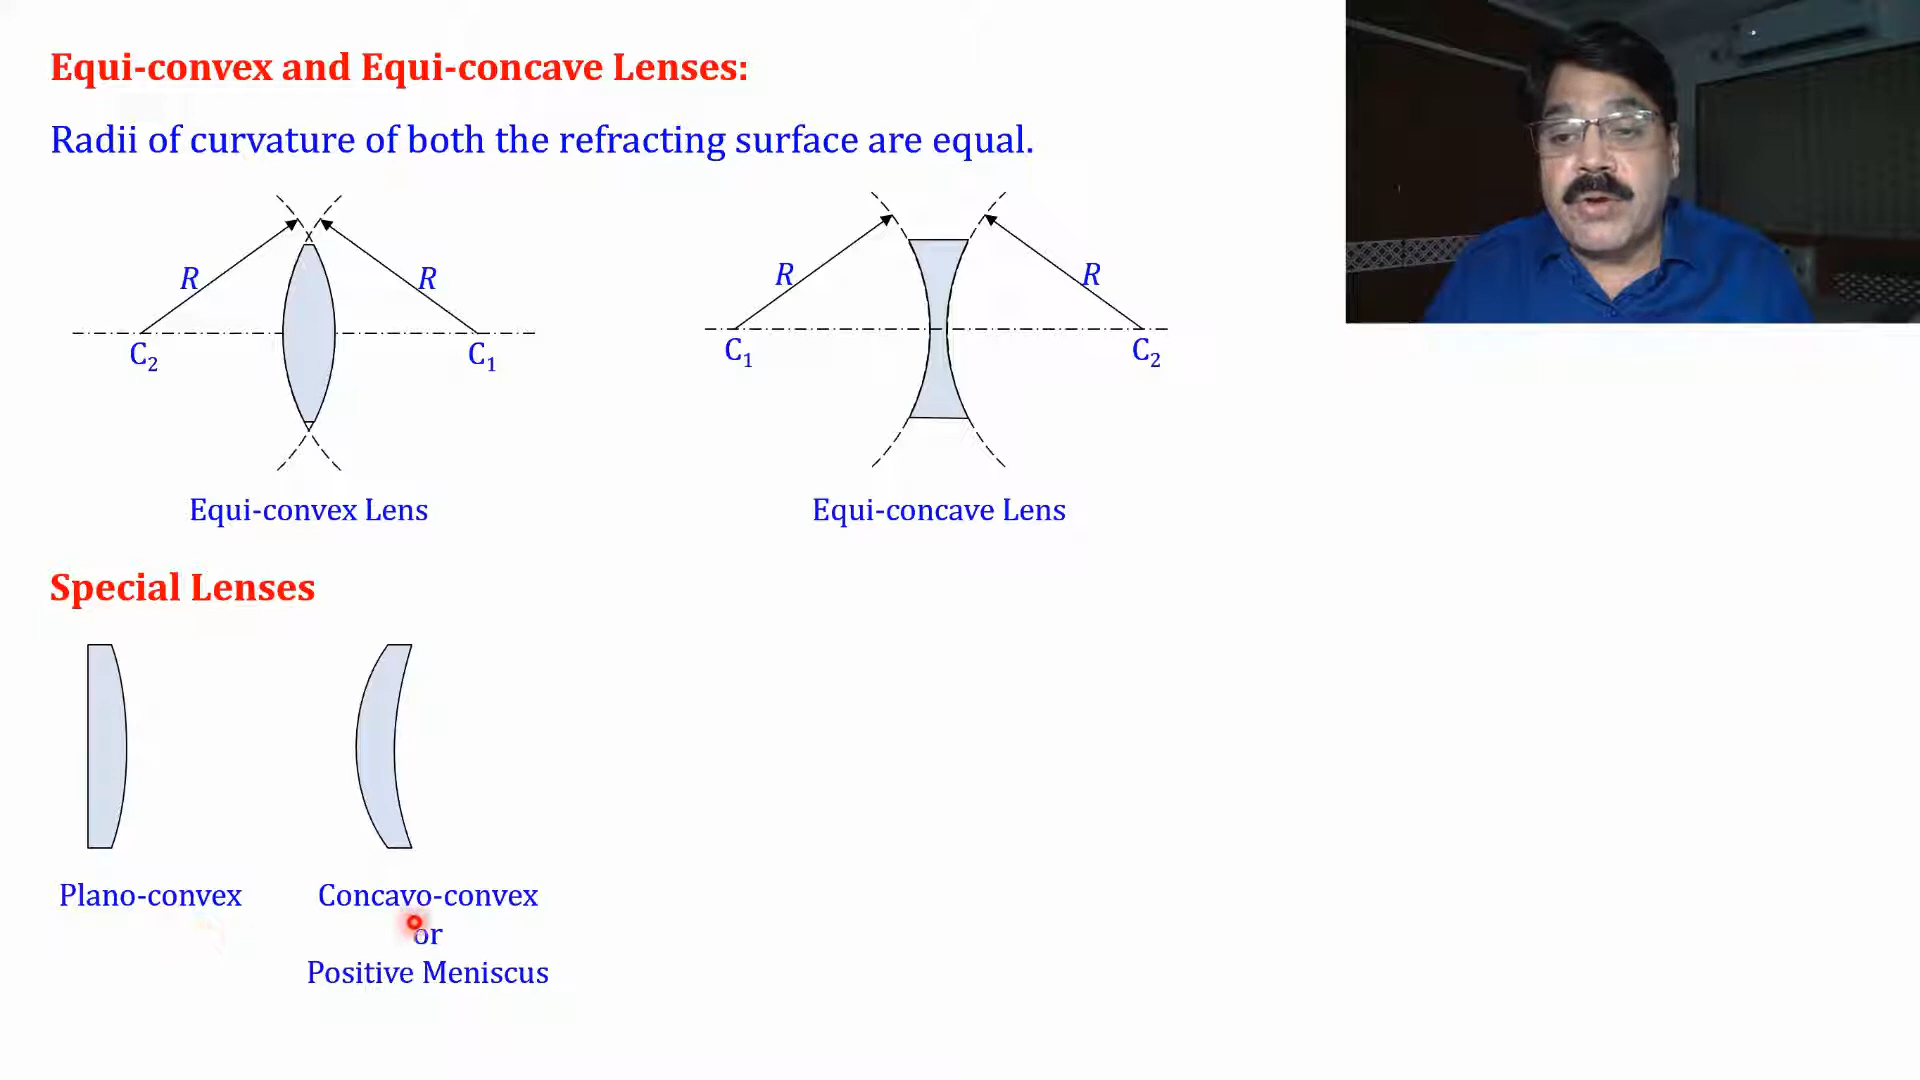 Equi-convex and Equi-concave Lenses:
Radii of curvature of both the refracting surface are equal.
R
R
C₂
C₁
Equi-convex Lens
R
R
C₁
C₂
Equi-concave Lens
Special Lenses
Plano-convex
Concavo-convex
or
Positive Meniscus